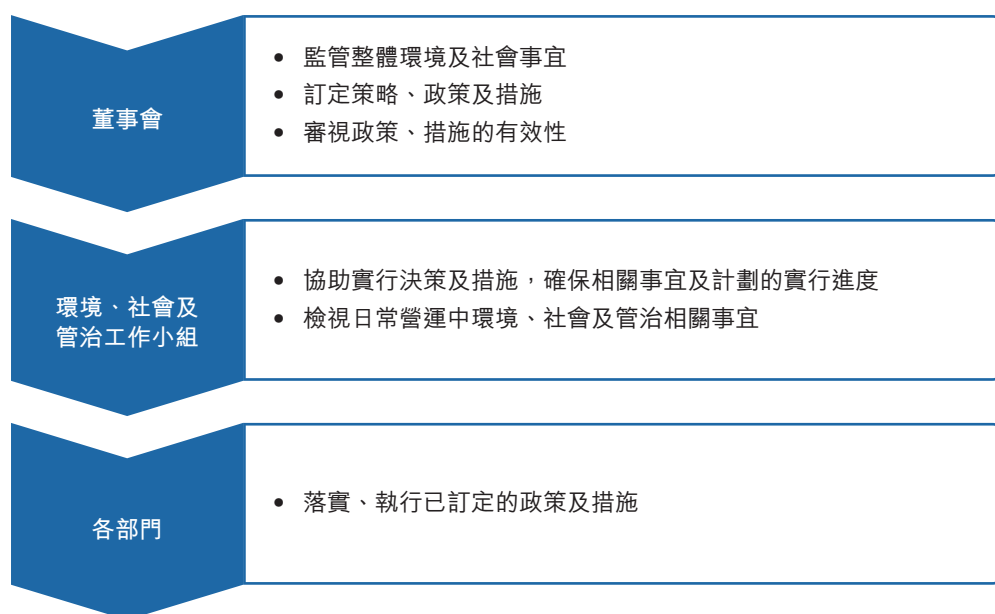 董事會
• 監管整體環境及社會事宜
• 訂定策略、政策及措施
• 審視政策、措施的有效性
環境、社會及
管治工作小組
• 協助實行決策及措施，確保相關事宜及計劃的實行進度
• 檢視日常營運中環境、社會及管治相關事宜
各部門
• 落實、執行已訂定的政策及措施